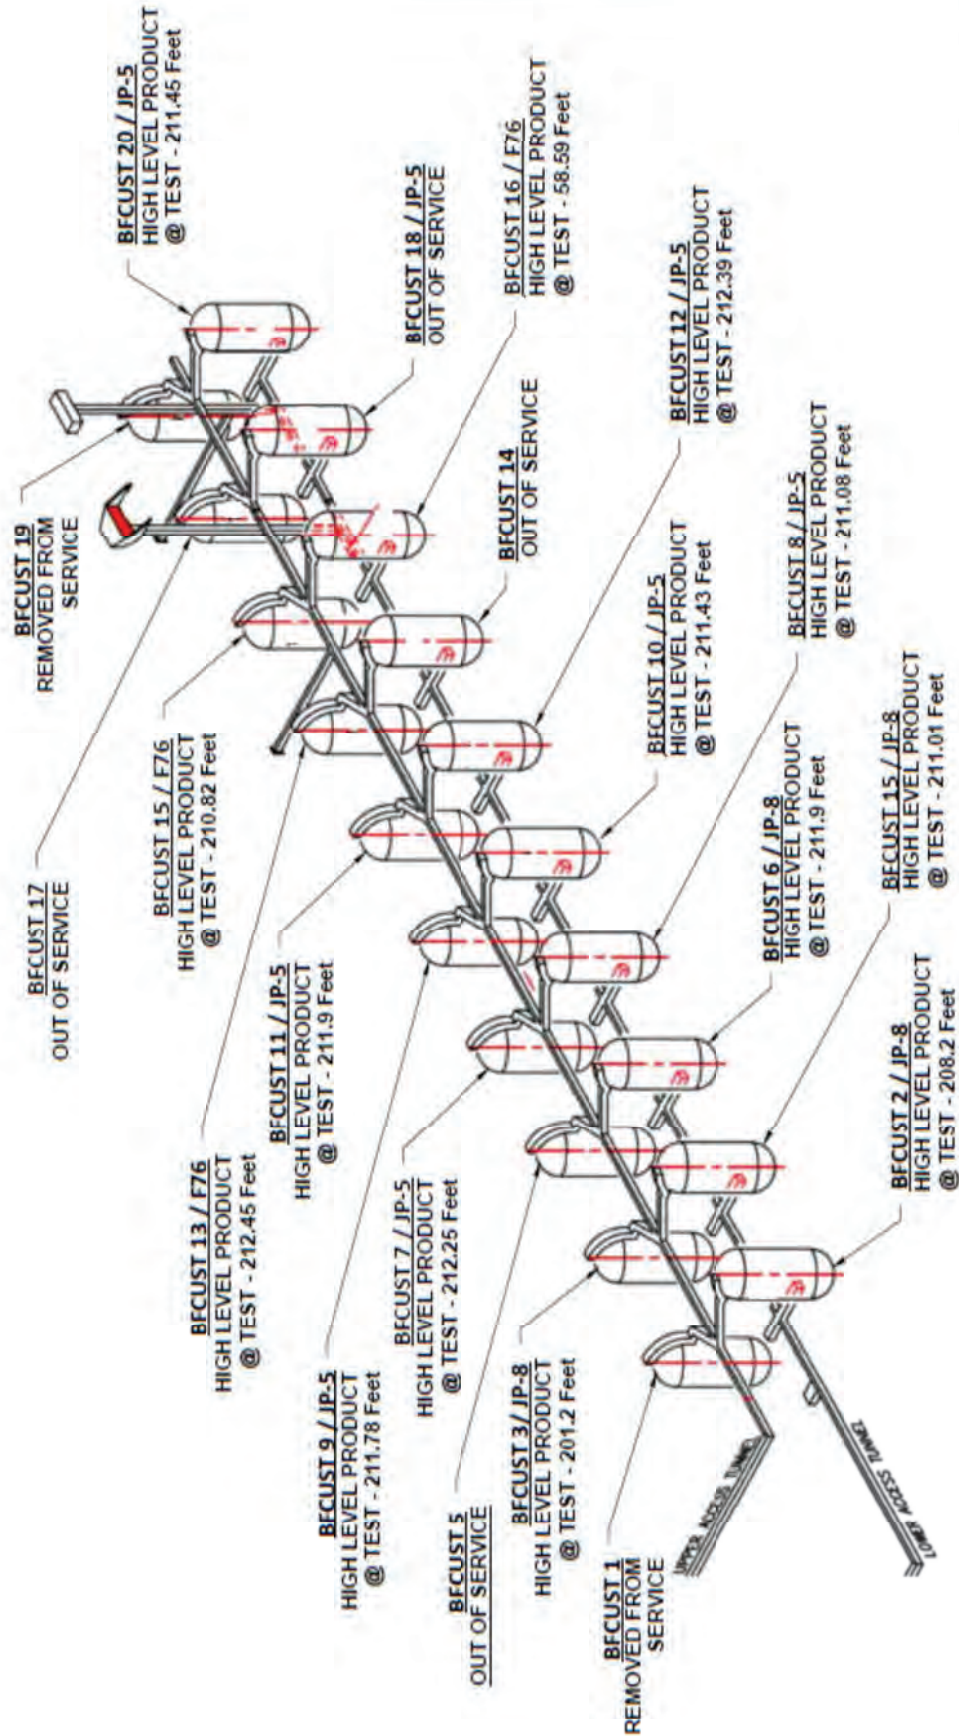 BFCUST 20 / JP-5
HIGH LEVEL PRODUCT
@ TEST - 211.45 Feet
BFCUST 18 / JP-5
OUT OF SERVICE
BFCUST 16 / F76
HIGH LEVEL PRODUCT
@ TEST - 58.59 Feet
BFCUST 12 / JP-5
HIGH LEVEL PRODUCT
@ TEST - 212.39 Feet
BFCUST 14
OUT OF SERVICE
BFCUST 8 / JP-5
HIGH LEVEL PRODUCT
@ TEST - 211.08 Feet
BFCUST 10 / JP-5
HIGH LEVEL PRODUCT
@ TEST - 211.43 Feet
BFCUST 15 / JP-8
HIGH LEVEL PRODUCT
@ TEST - 211.01 Feet
BFCUST 6 / JP-8
HIGH LEVEL PRODUCT
@ TEST - 211.9 Feet
BFCUST 2 / JP-8
HIGH LEVEL PRODUCT
@ TEST - 208.2 Feet
BFCUST 19
REMOVED FROM
SERVICE
BFCUST 17
OUT OF SERVICE
BFCUST 15 / F76
HIGH LEVEL PRODUCT
@ TEST - 210.82 Feet
BFCUST 11 / JP-5
HIGH LEVEL PRODUCT
@ TEST - 211.9 Feet
BFCUST 13 / F76
HIGH LEVEL PRODUCT
@ TEST - 212.45 Feet
BFCUST 7 / JP-5
HIGH LEVEL PRODUCT
@ TEST - 212.25 Feet
BFCUST 9 / JP-5
HIGH LEVEL PRODUCT
@ TEST - 211.78 Feet
BFCUST 3/ JP-8
HIGH LEVEL PRODUCT
@ TEST - 201.2 Feet
BFCUST 5
OUT OF SERVICE
BFCUST 1
REMOVED FROM
SERVICE
UPPER ACCESS TUNNEL
LOWER ACCESS TUNNEL